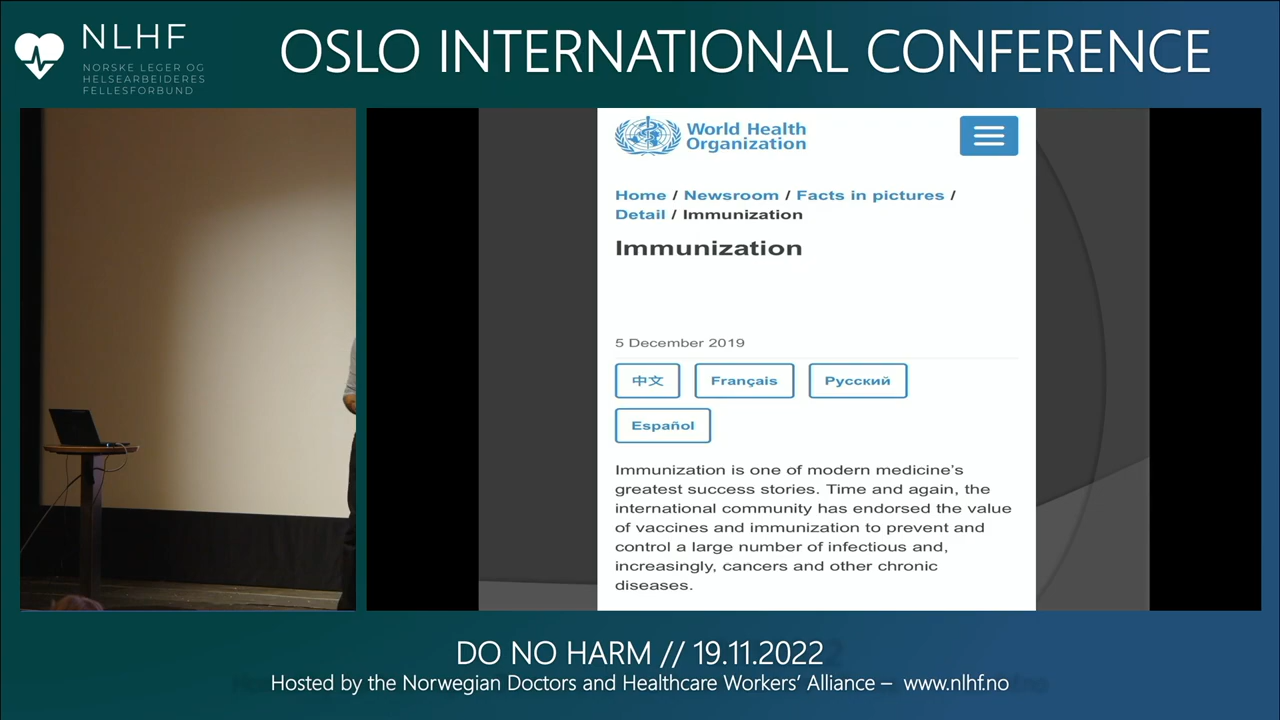 NLHF
NORSKE LEGER OG
HELSEARBEIDERES
FELLESFORBUND
OSLO INTERNATIONAL CONFERENCE
World Health
Organization
Home / Newsroom / Facts in pictures /
Detail / Immunization
Immunization
5 December 2019
中文
Français
Русский
Español
Immunization is one of modern medicine's
greatest success stories. Time and again, the
international community has endorsed the value
of vaccines and immunization to prevent and
control a large number of infectious and,
increasingly, cancers and other chronic
diseases.
DO NO HARM // 19.11.2022
Hosted by the Norwegian Doctors and Healthcare Workers' Alliance – www.nlhf.no